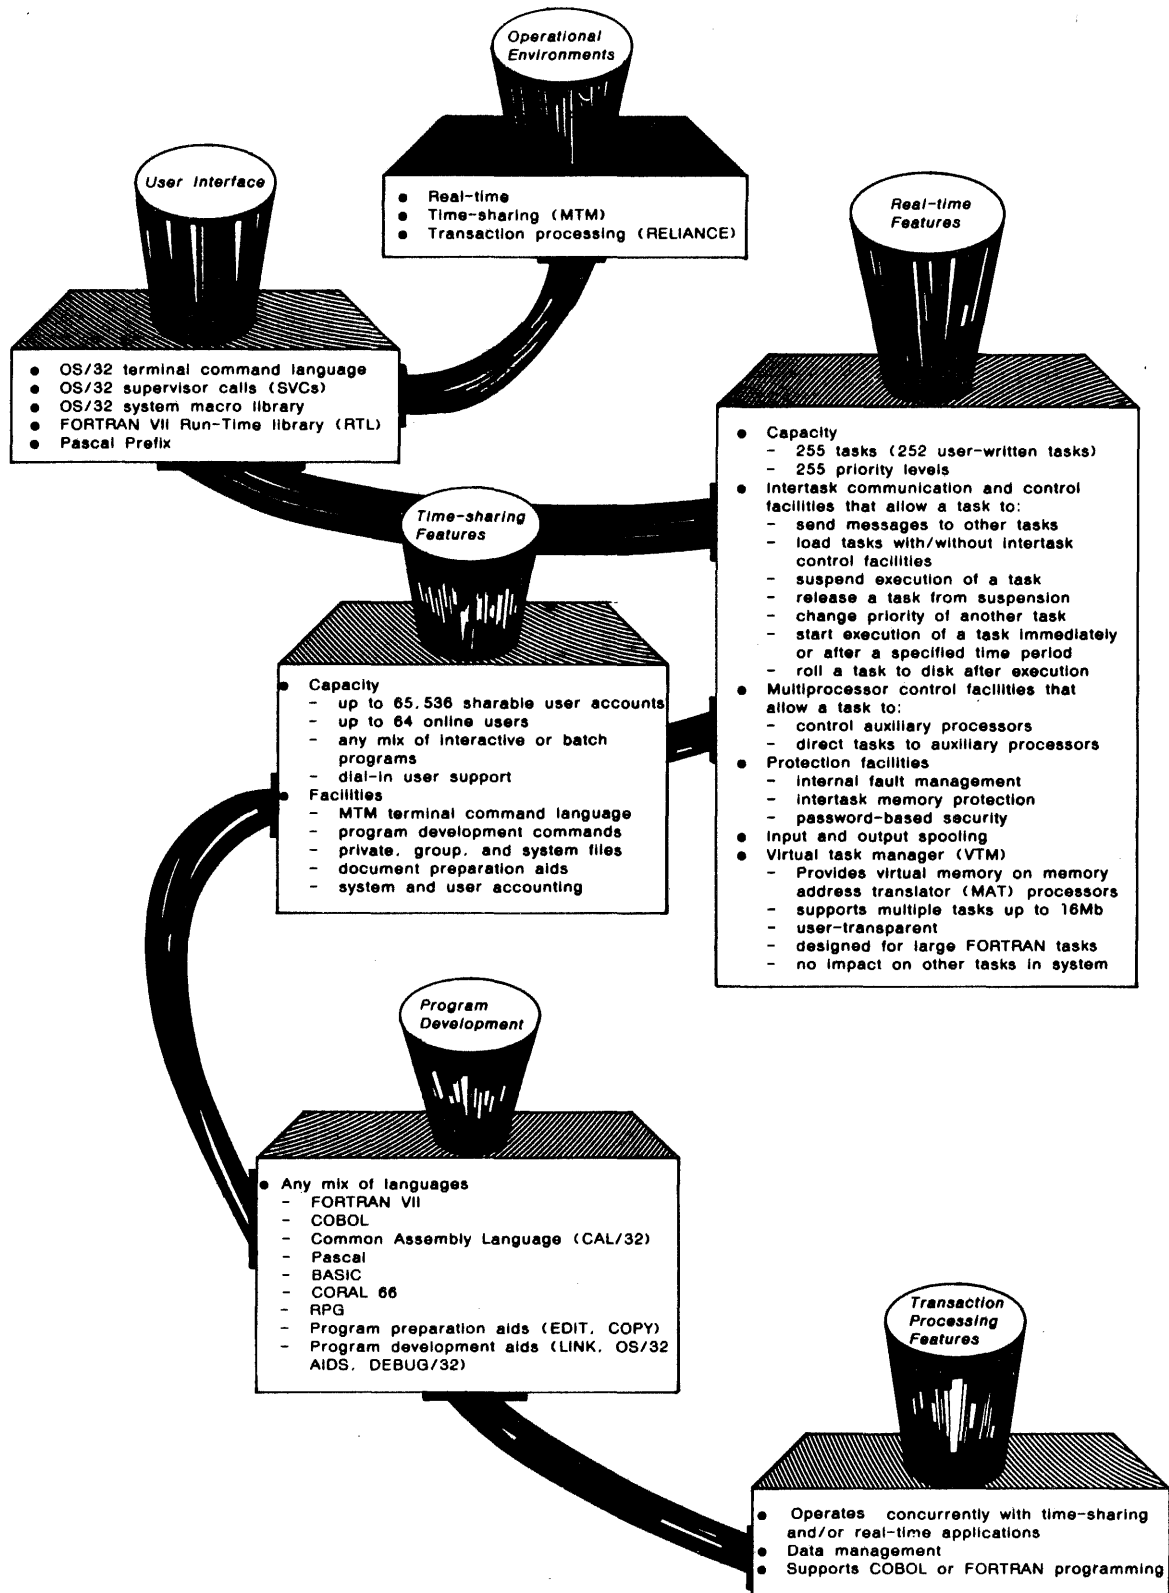 Operational
Environments
● Real-time
● Time-sharing (MTM)
● Transaction processing (RELIANCE)
User Interface
● OS/32 terminal command language
● OS/32 supervisor calls (SVCs)
● OS/32 system macro library
● FORTRAN VII Run-Time library (RTL)
● Pascal Prefix
Real-time
Features
● Capacity
- 255 tasks (252 user-written tasks)
- 255 priority levels
● Intertask communication and control
facilities that allow a task to:
- send messages to other tasks
- load tasks with/without intertask
control facilities
- suspend execution of a task
- release a task from suspension
- change priority of another task
- start execution of a task immediately
or after a specified time period
- roll a task to disk after execution
● Multiprocessor control facilities that
allow a task to:
- control auxiliary processors
- direct tasks to auxiliary processors
● Protection facilities
- internal fault management
- intertask memory protection
- password-based security
● Input and output spooling
● Virtual task manager (VTM)
- Provides virtual memory on memory
address translator (MAT) processors
- supports multiple tasks up to 16Mb
- user-transparent
- designed for large FORTRAN tasks
- no impact on other tasks in system
Time-sharing
Features
● Capacity
- up to 65,536 sharable user accounts
- up to 64 online users
- any mix of interactive or batch
programs
- dial-in user support
● Facilities
- MTM terminal command language
- program development commands
- private, group, and system files
- document preparation aids
- system and user accounting
Program
Development
● Any mix of languages
- FORTRAN VII
- COBOL
- Common Assembly Language (CAL/32)
- Pascal
- BASIC
- CORAL 66
- RPG
- Program preparation aids (EDIT, COPY)
- Program development aids (LINK, OS/32
AIDS, DEBUG/32)
Transaction
Processing
Features
● Operates concurrently with time-sharing
and/or real-time applications
● Data management
● Supports COBOL or FORTRAN programming